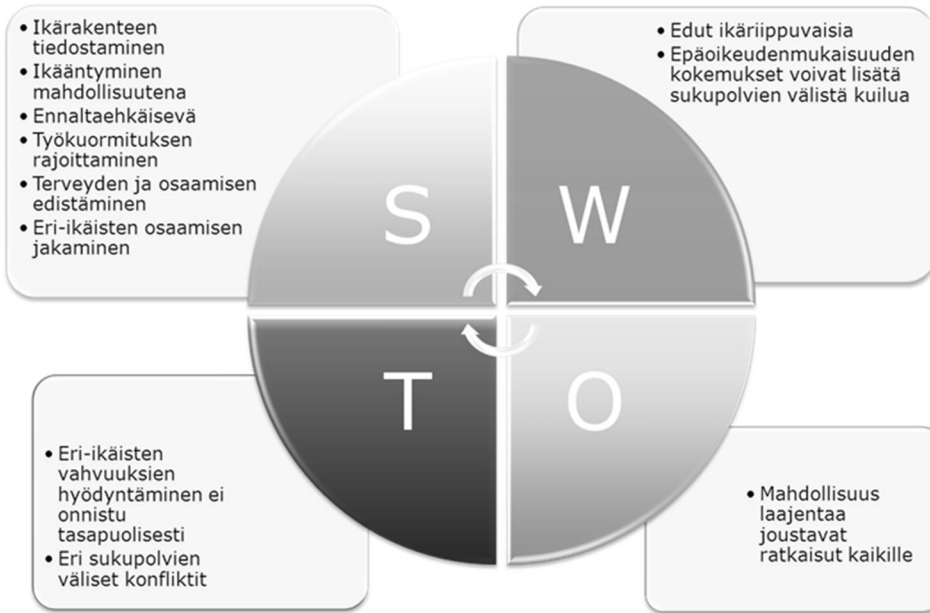 • Ikärakenteen
tiedostaminen
• Ikääntyminen
mahdollisuutena
• Ennaltaehkäisevä
• Työkuormituksen
rajoittaminen
• Terveyden ja osaamisen
edistäminen
• Eri-ikäisten osaamisen
jakaminen
• Edut ikäriippuvaisia
• Epäoikeudenmukaisuuden
kokemukset voivat lisätä
sukupolvien välistä kuilua
S
W
T
O
• Eri-ikäisten
vahvuuksien
hyödyntäminen ei
onnistu
tasapuolisesti
• Eri sukupolvien
väliset konfliktit
• Mahdollisuus
laajentaa
joustavat
ratkaisut kaikille